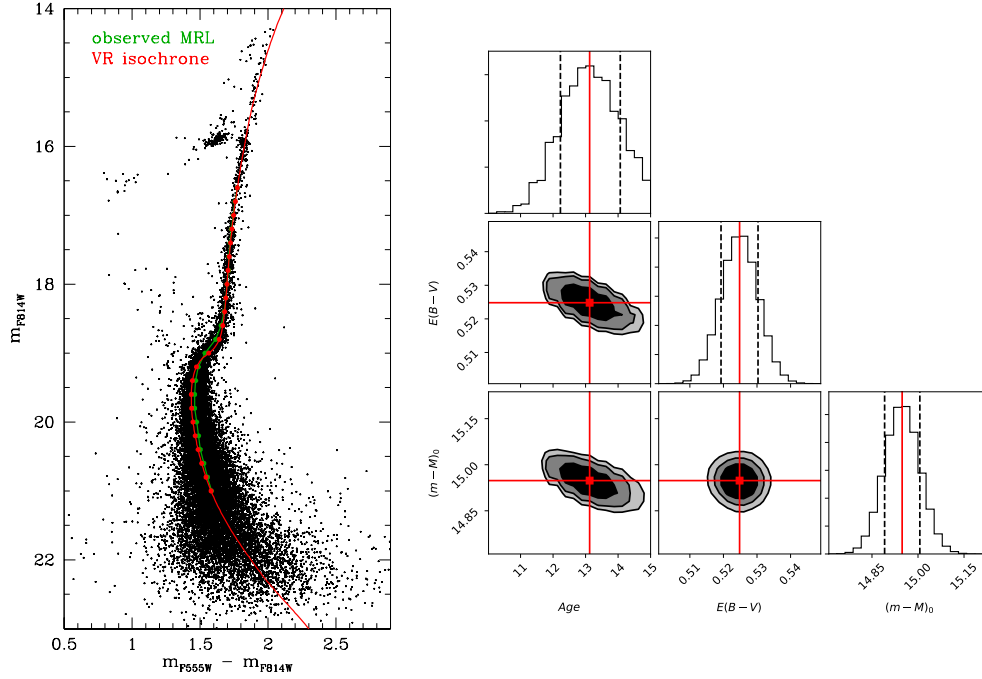 observed MRL
VR isochrone
14
16
18
20
22
m_F814W
0.5 1 1.5 2 2.5
m_F555W − m_F814W
0.54
0.53
0.52
0.51
E(B − V)
15.15
15.00
14.85
(m − M)_0
11 12 13 14 15
Age
0.51 0.52 0.53 0.54
E(B − V)
14.85 15.00 15.15
(m − M)_0